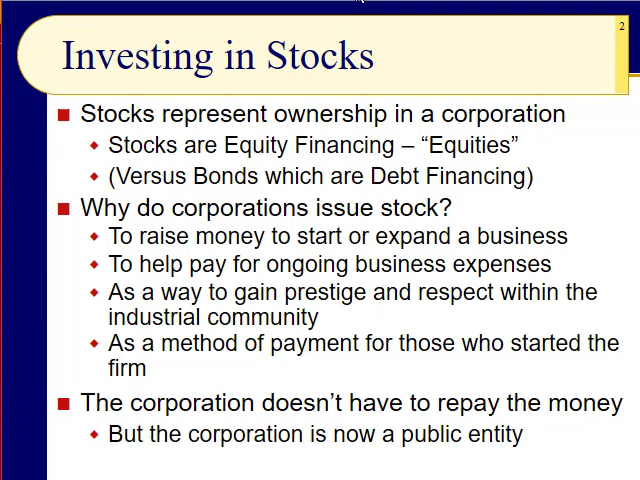 2
Investing in Stocks
■ Stocks represent ownership in a corporation
◆ Stocks are Equity Financing – “Equities”
◆ (Versus Bonds which are Debt Financing)
■ Why do corporations issue stock?
◆ To raise money to start or expand a business
◆ To help pay for ongoing business expenses
◆ As a way to gain prestige and respect within the
industrial community
◆ As a method of payment for those who started the
firm
■ The corporation doesn’t have to repay the money
◆ But the corporation is now a public entity